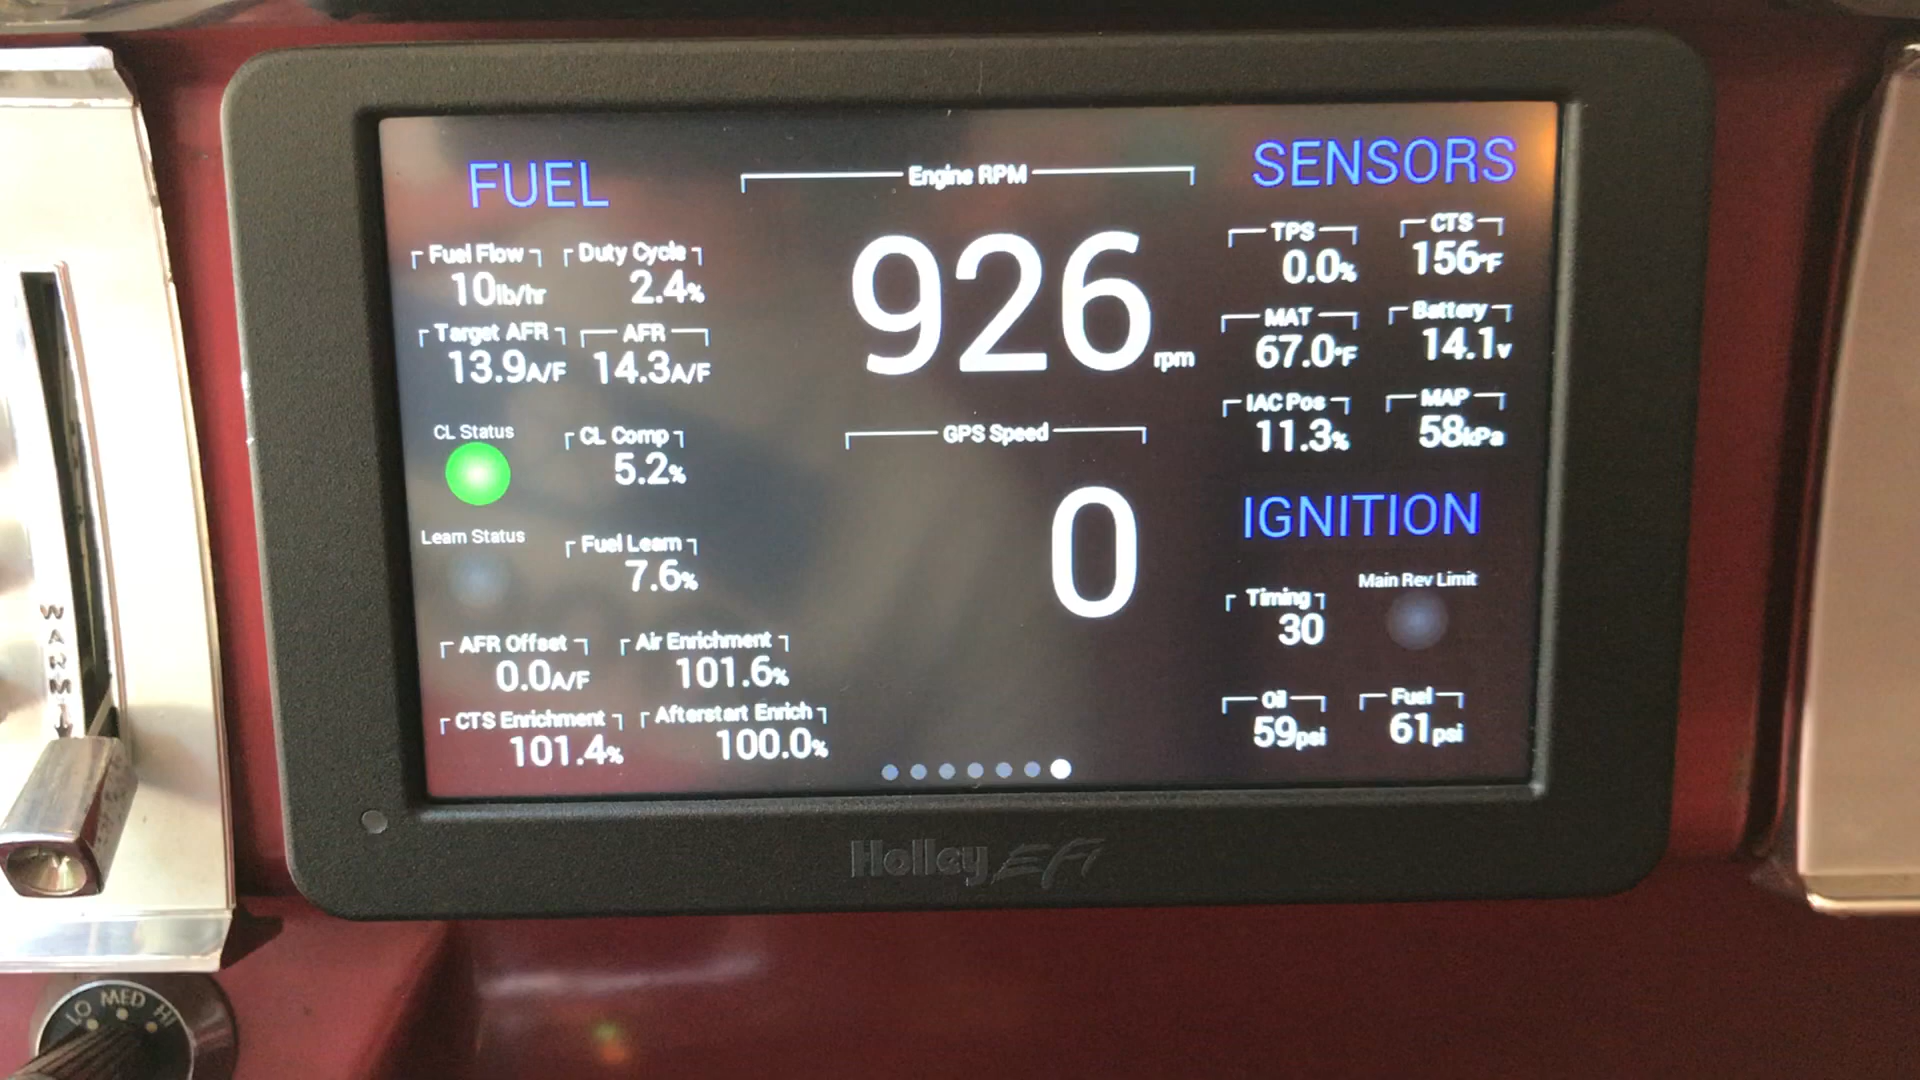 FUEL
Fuel Flow
10lb/hr
Duty Cycle
2.4%
Target AFR
13.9A/F
AFR
14.3A/F
CL Status
CL Comp
5.2%
Learn Status
Fuel Learn
7.6%
AFR Offset
0.0A/F
Air Enrichment
101.6%
CTS Enrichment
101.4%
Afterstart Enrich
100.0%
Engine RPM
926rpm
GPS Speed
0
SENSORS
TPS
0.0%
CTS
156°F
MAT
67.0°F
Battery
14.1v
IAC Pos
11.3%
MAP
58kPa
IGNITION
Timing
30
Main Rev Limit
Oil
59psi
Fuel
61psi
Holley EFI
WARM
LO MED HI